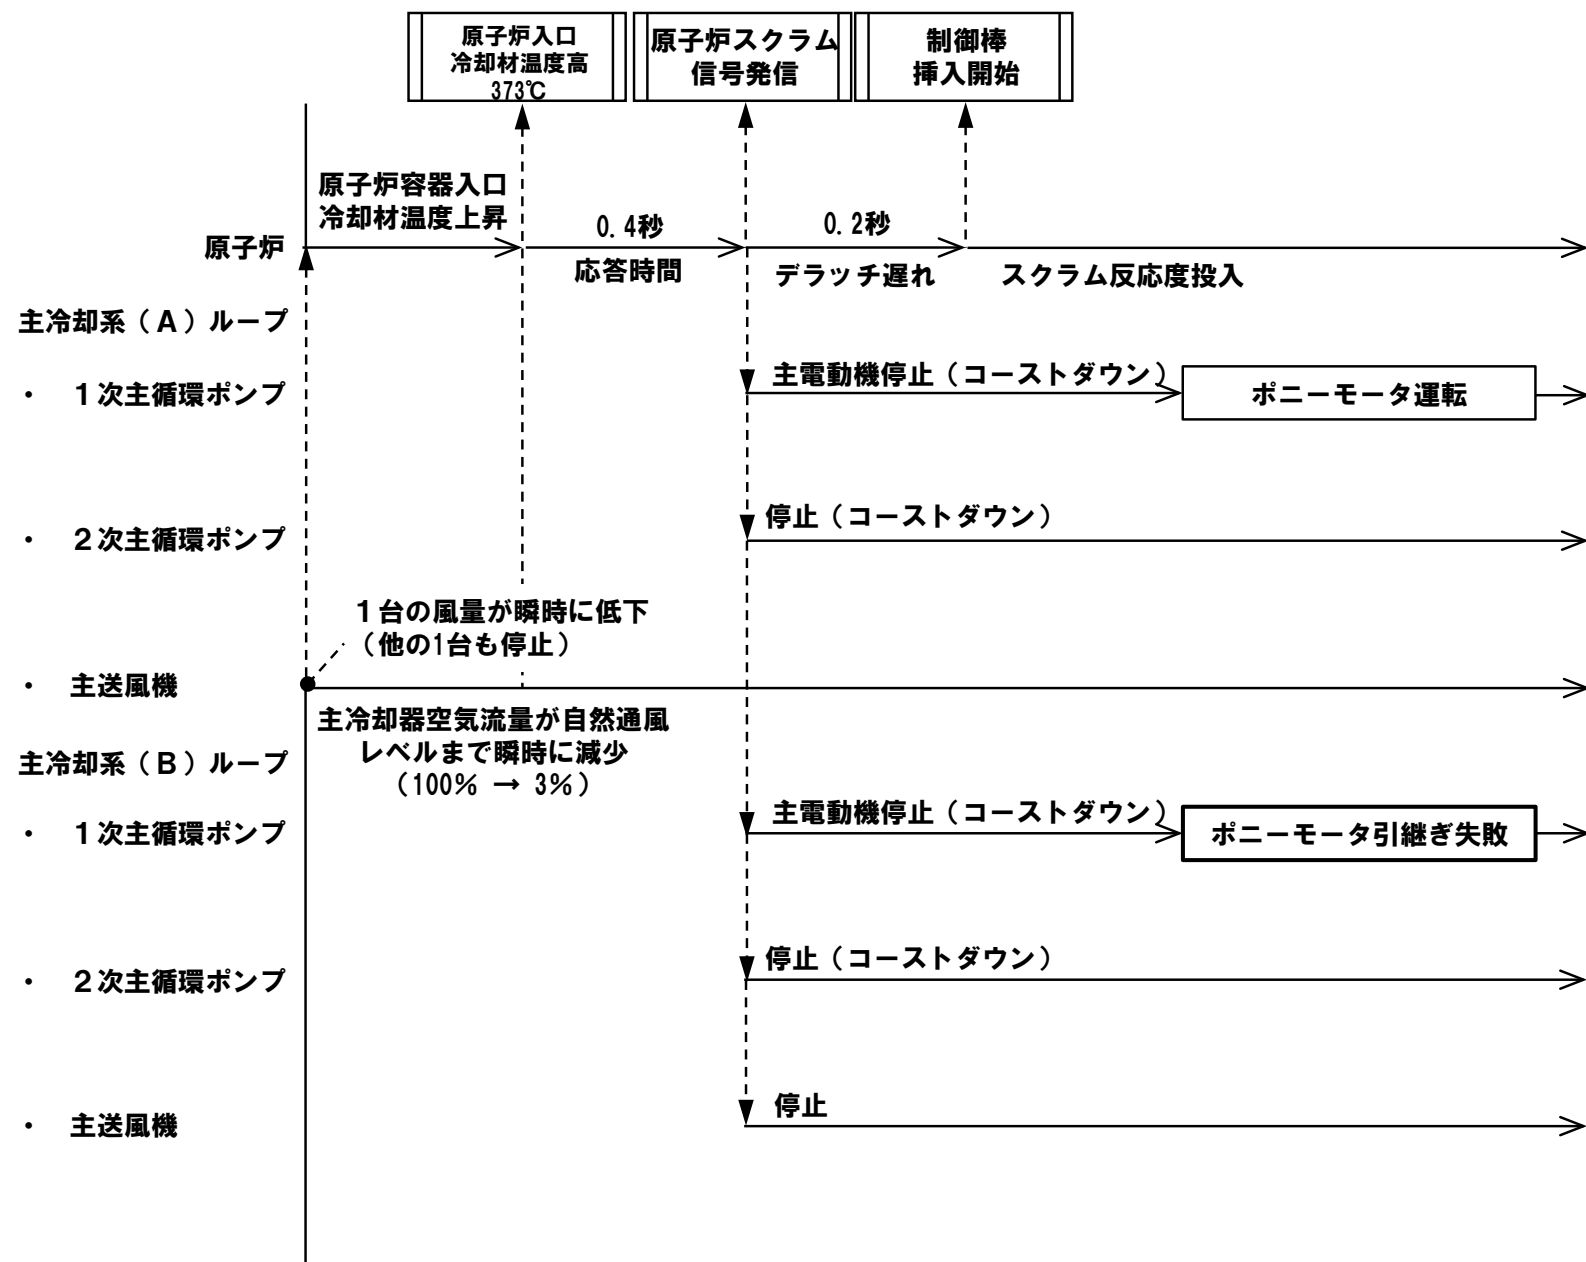 原子炉入口
冷却材温度高
373℃
原子炉スクラム
信号発信
制御棒
挿入開始
原子炉容器入口
冷却材温度上昇
原子炉
0.4秒
応答時間
0.2秒
デラッチ遅れ
スクラム反応度投入
主冷却系（Ａ）ループ
・ １次主循環ポンプ
主電動機停止（コーストダウン）
ポニーモータ運転
・ ２次主循環ポンプ
停止（コーストダウン）
１台の風量が瞬時に低下
（他の1台も停止）
・ 主送風機
主冷却器空気流量が自然通風
レベルまで瞬時に減少
（100％ → 3％）
主冷却系（Ｂ）ループ
・ １次主循環ポンプ
主電動機停止（コーストダウン）
ポニーモータ引継ぎ失敗
・ ２次主循環ポンプ
停止（コーストダウン）
・ 主送風機
停止